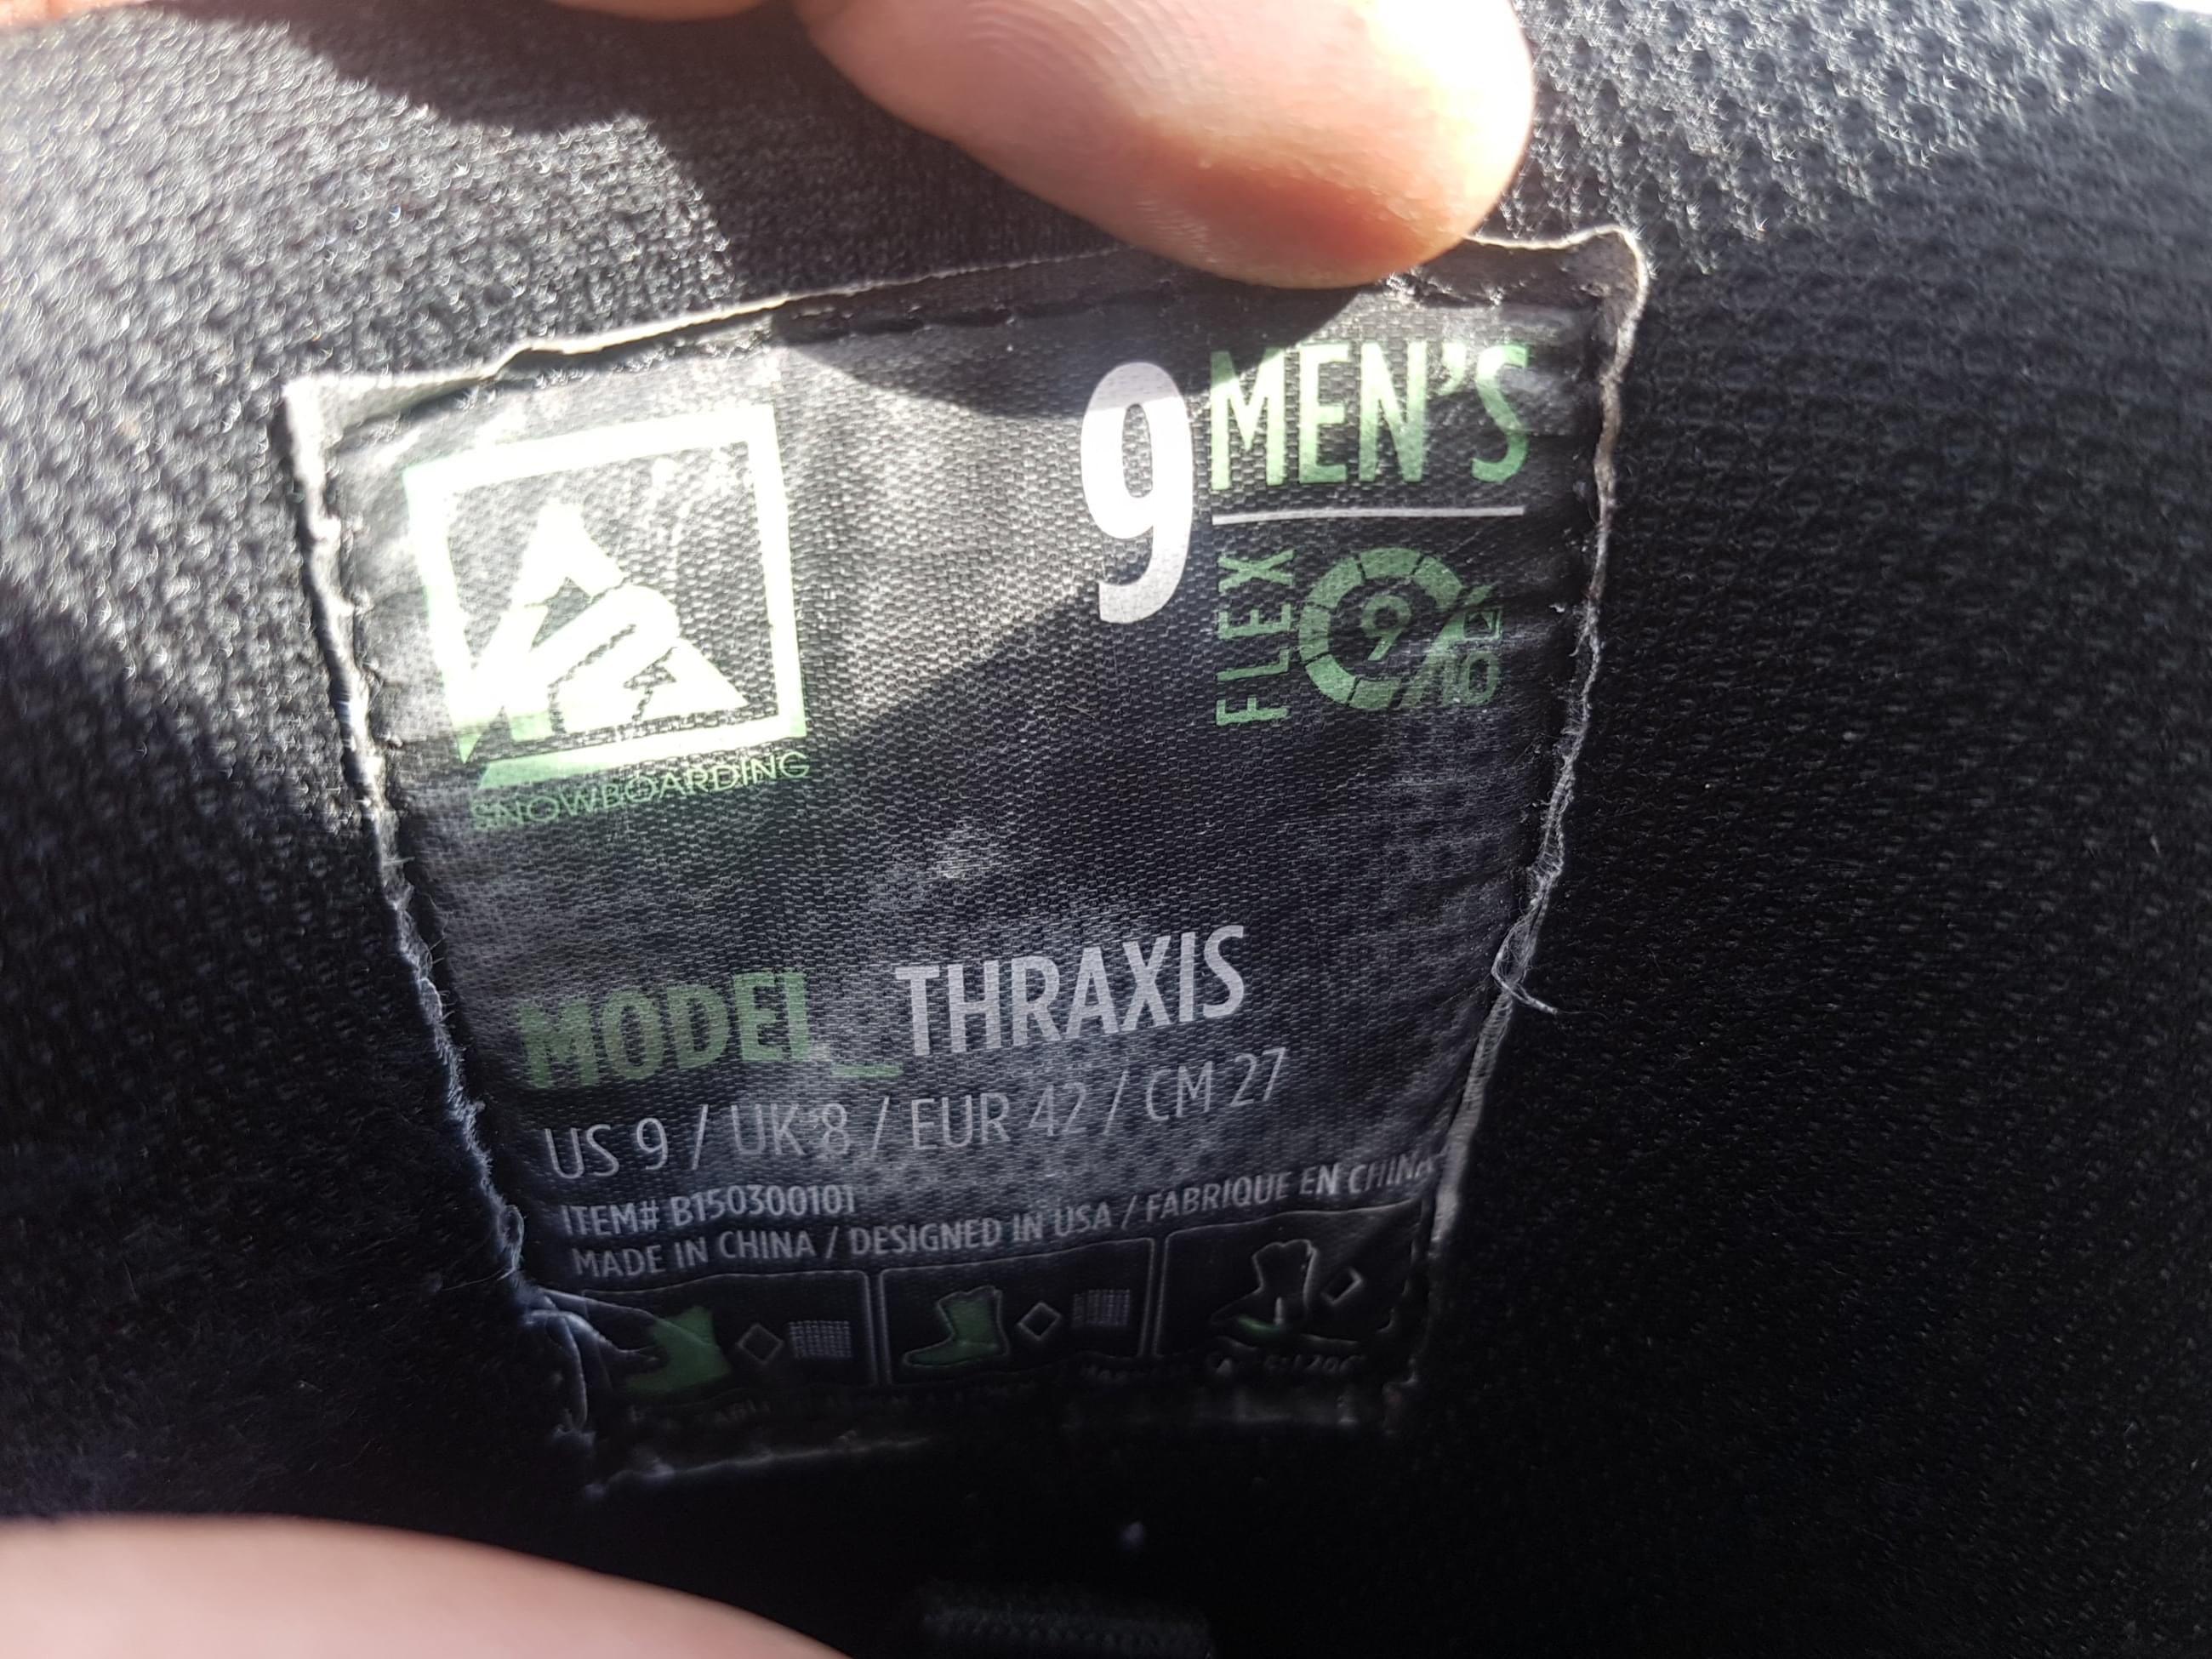 9 MEN'S
FLEX 9/10
SNOWBOARDING
MODEL_THRAXIS
US 9 / UK 8 / EUR 42 / CM 27
ITEM# B150300101
MADE IN CHINA / DESIGNED IN USA / FABRIQUE EN CHINA